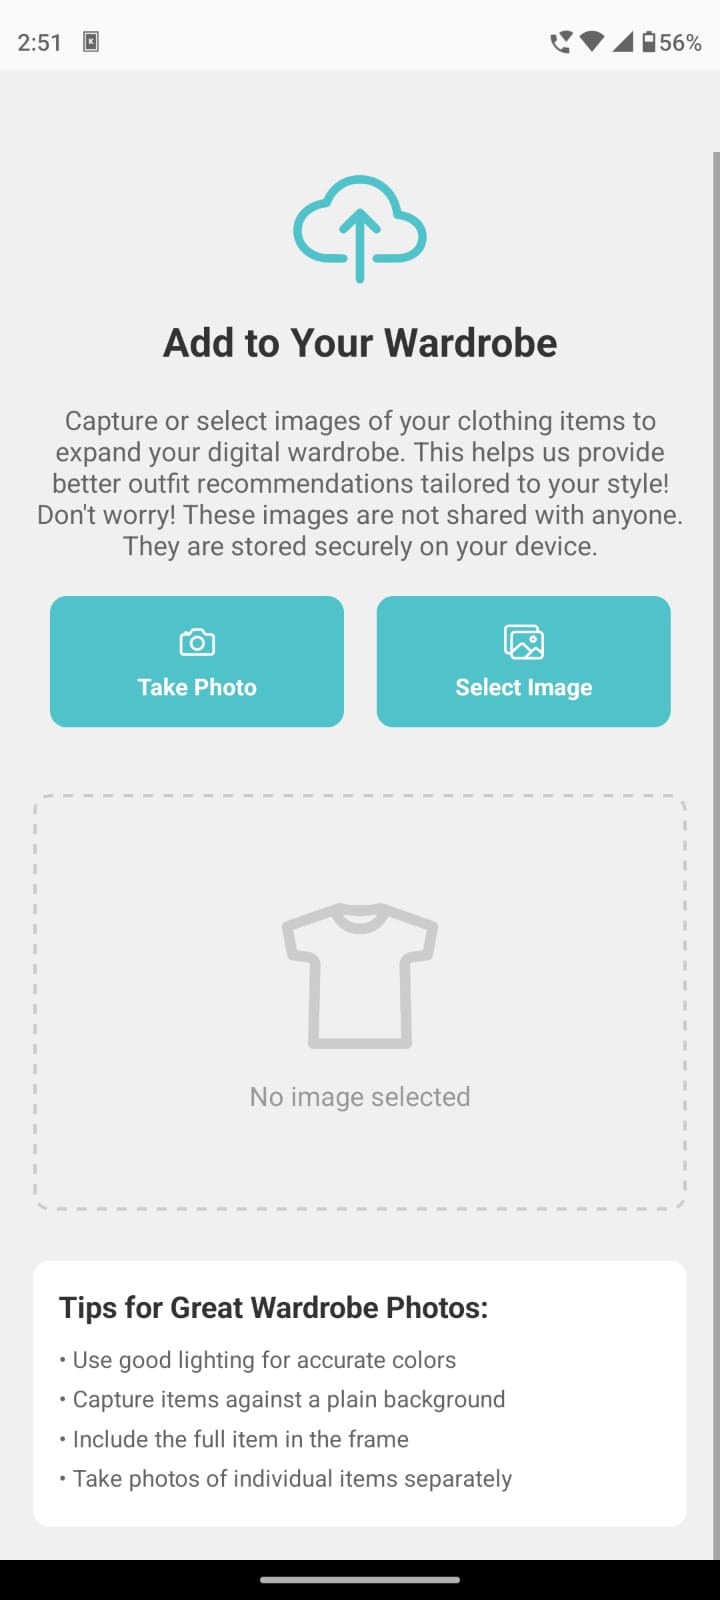 2:51
56%
Add to Your Wardrobe
Capture or select images of your clothing items to
expand your digital wardrobe. This helps us provide
better outfit recommendations tailored to your style!
Don't worry! These images are not shared with anyone.
They are stored securely on your device.
Take Photo
Select Image
No image selected
Tips for Great Wardrobe Photos:
• Use good lighting for accurate colors
• Capture items against a plain background
• Include the full item in the frame
• Take photos of individual items separately